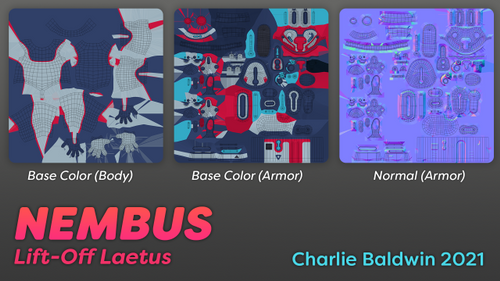 Base Color (Body)
Base Color (Armor)
Normal (Armor)
NEMBUS
Lift-Off Laetus
Charlie Baldwin 2021